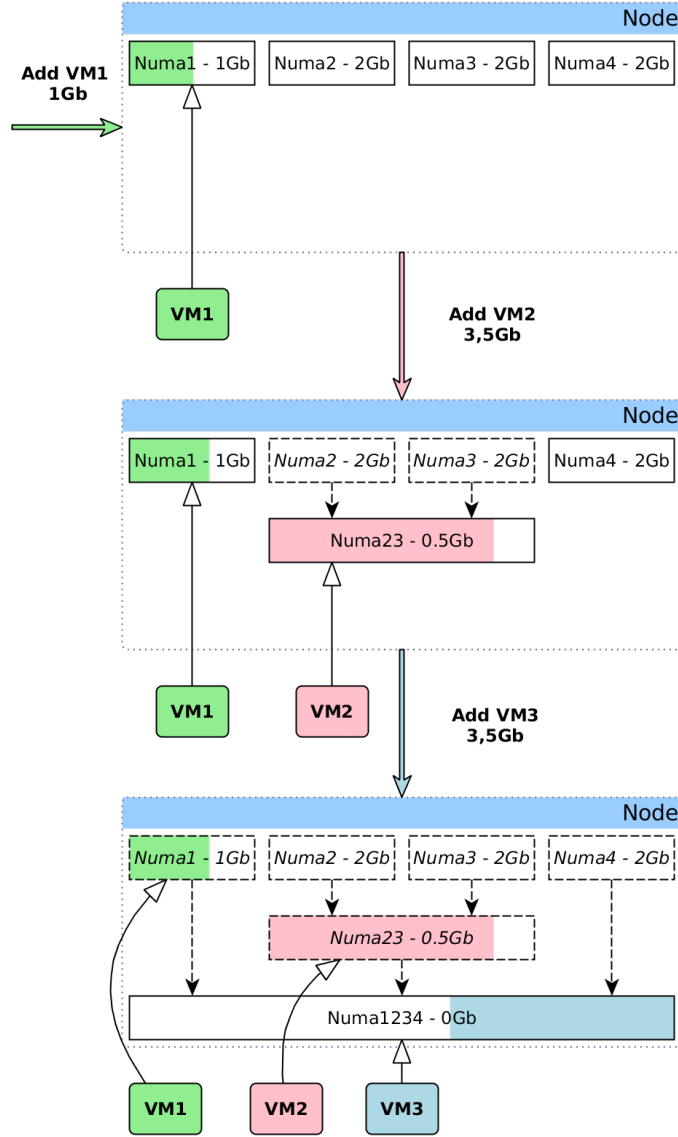 Node
Numa1 - 1Gb Numa2 - 2Gb Numa3 - 2Gb Numa4 - 2Gb
Add VM1
1Gb
VM1
Add VM2
3,5Gb
Node
Numa1 - 1Gb Numa2 - 2Gb Numa3 - 2Gb Numa4 - 2Gb
Numa23 - 0.5Gb
VM1 VM2
Add VM3
3,5Gb
Node
Numa1 - 1Gb Numa2 - 2Gb Numa3 - 2Gb Numa4 - 2Gb
Numa23 - 0.5Gb
Numa1234 - 0Gb
VM1 VM2 VM3